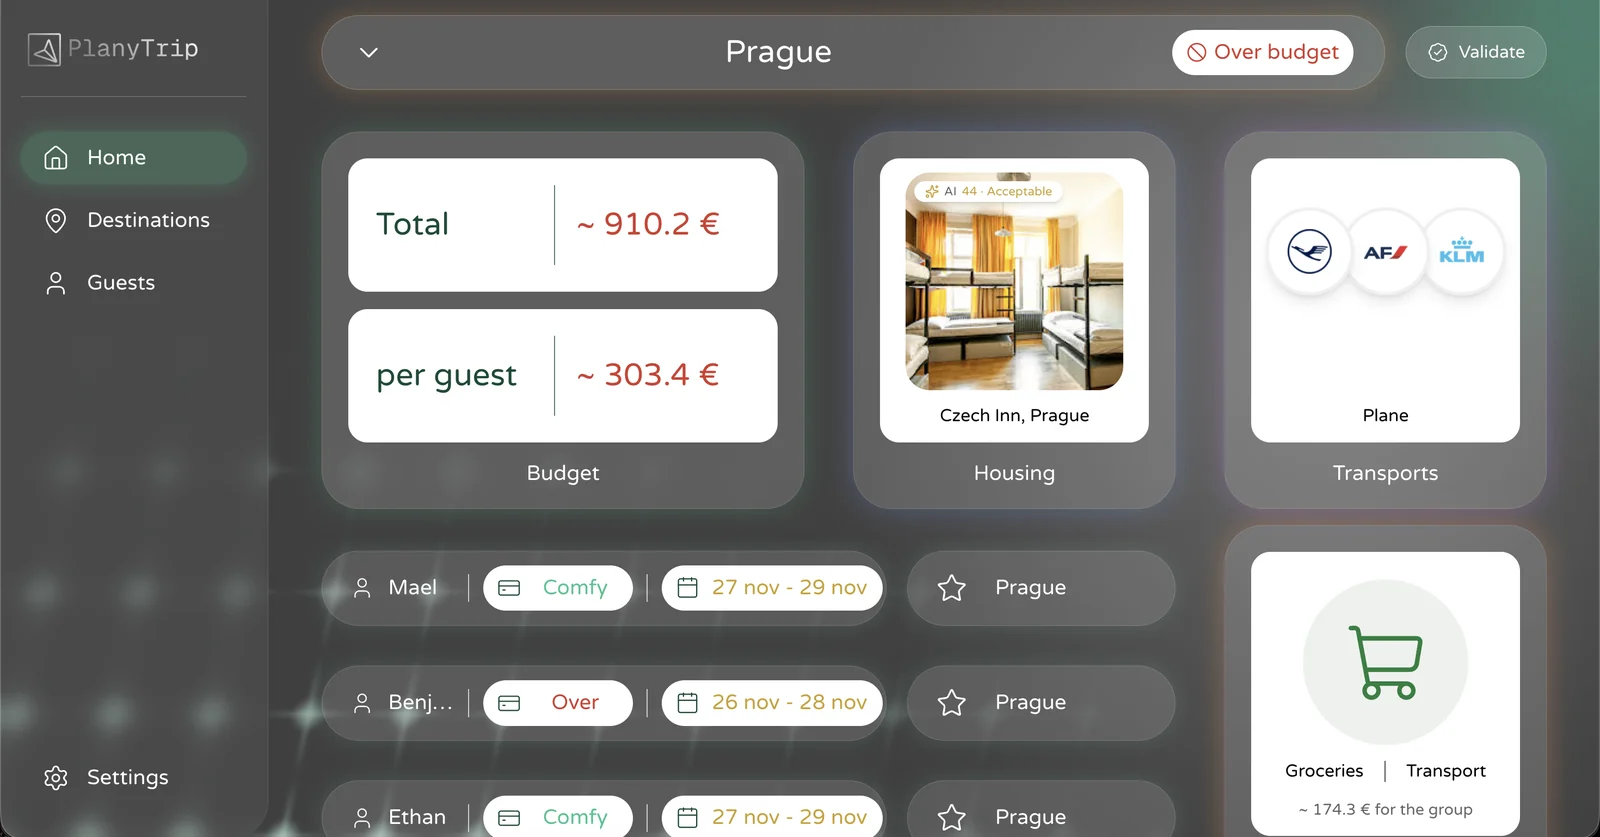 PlanyTrip
Home
Destinations
Guests
Settings
Prague
Over budget
Validate
Total
~ 910.2 €
per guest
~ 303.4 €
Budget
AI 44 · Acceptable
Czech Inn, Prague
Housing
AF
KLM
Plane
Transports
Mael
Comfy
27 nov - 29 nov
Prague
Benj...
Over
26 nov - 28 nov
Prague
Ethan
Comfy
27 nov - 29 nov
Prague
Groceries | Transport
~ 174.3 € for the group